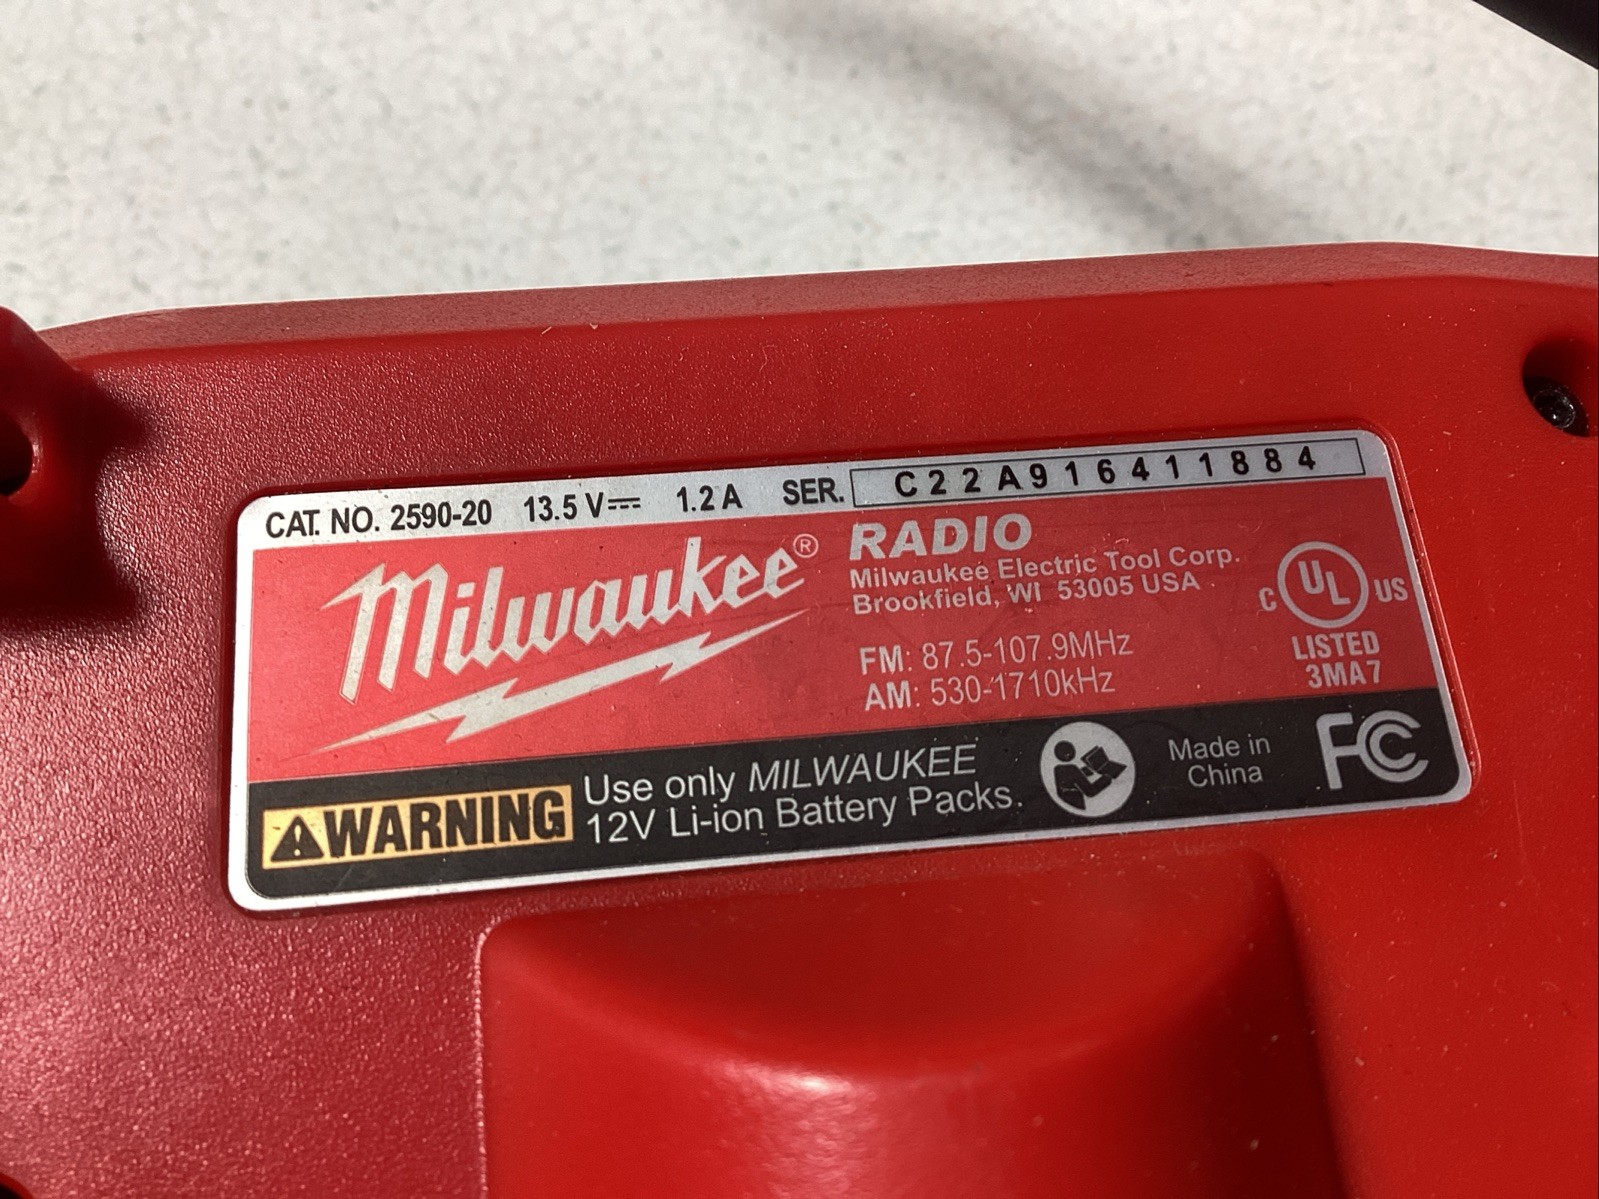 CAT. NO. 2590-20 13.5 V⎓ 1.2 A SER. C22A916411884
Milwaukee®
RADIO
Milwaukee Electric Tool Corp.
Brookfield, WI 53005 USA
FM: 87.5-107.9MHz
AM: 530-1710kHz
C UL US
LISTED
3MA7
⚠WARNING
Use only MILWAUKEE
12V Li-ion Battery Packs.
Made in
China
FC